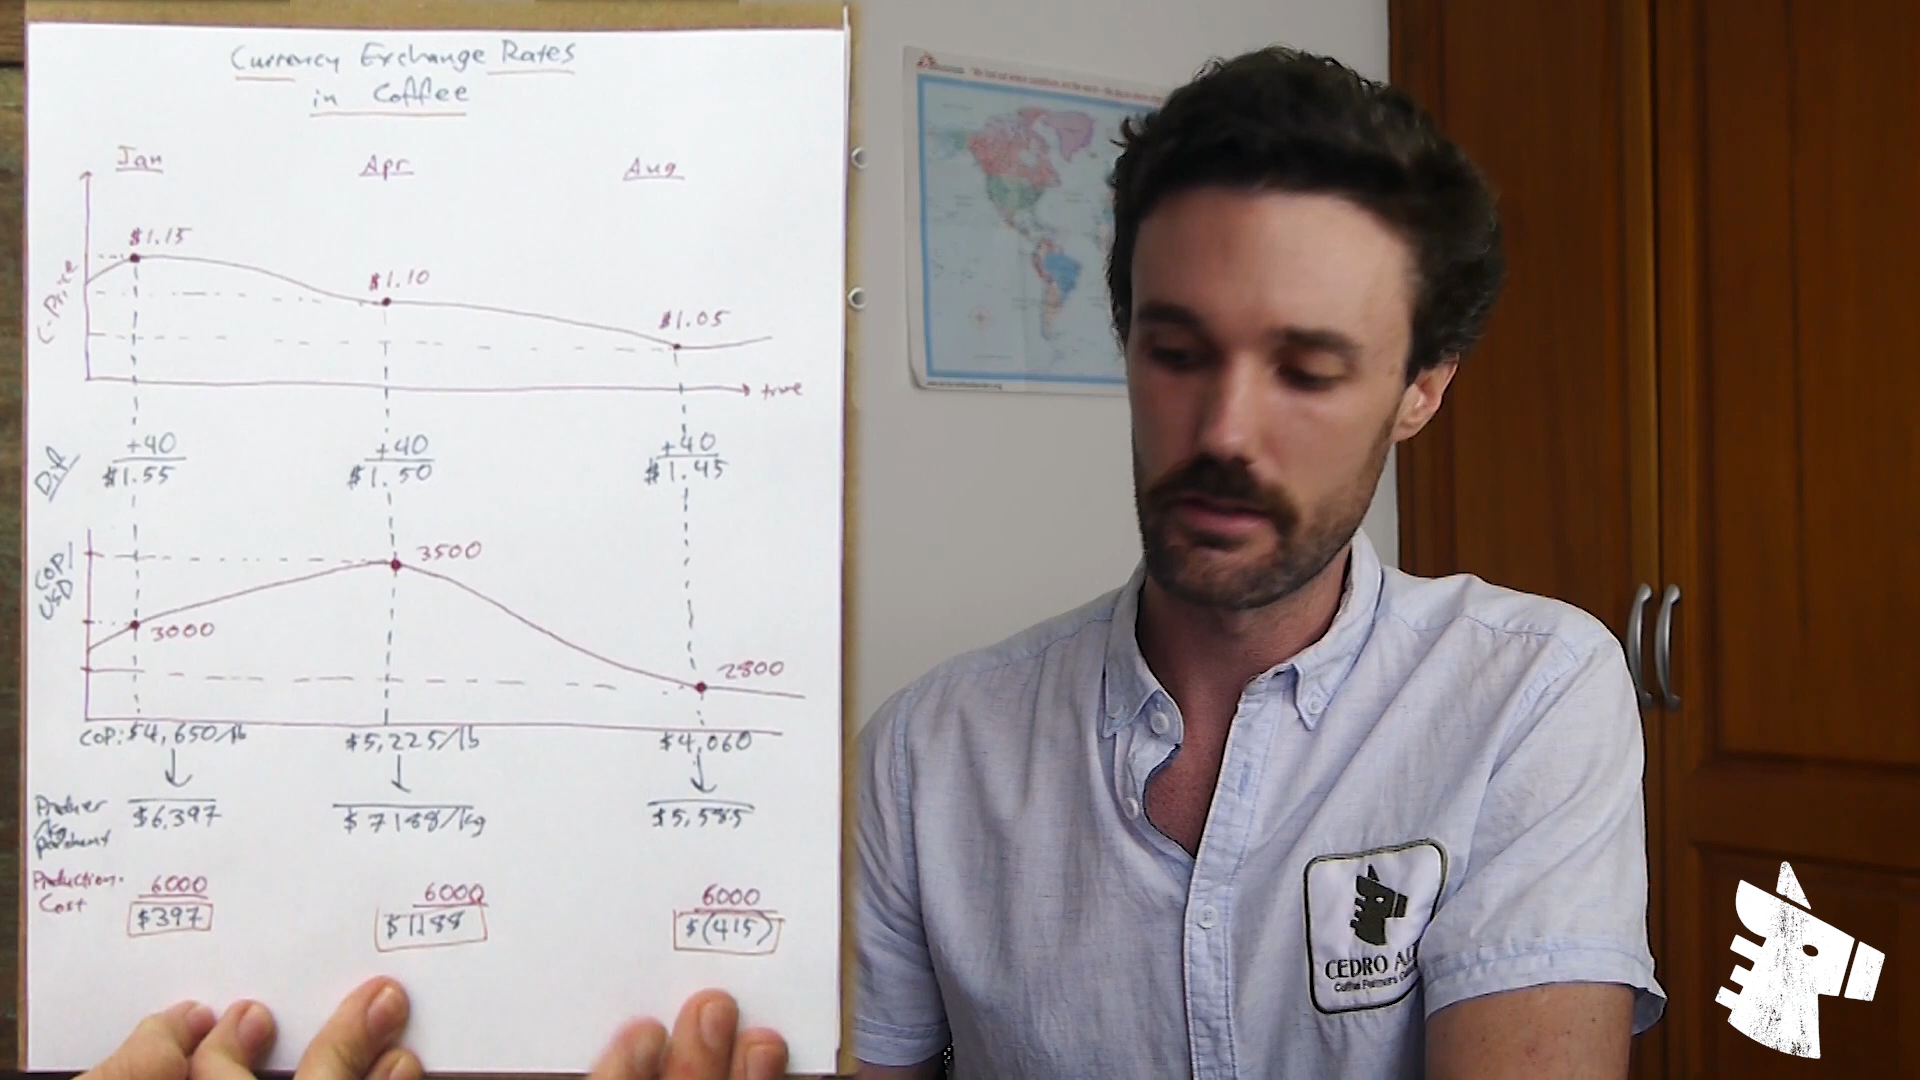 Currency Exchange Rates
in Coffee
Jan Apr Aug
$1.15
$1.10
$1.05
C-Price
time
Dif
+40 +40 +40
$1.55 $1.50 $1.45
COP/
USD
3500
3000
2800
COP: $4,650/lb $5,225/lb $4,060
Producer
/kg
parchment
$6,397 $7188/kg $5,585
Production
Cost
6000 6000 6000
$397 $1188 $(415)
CEDRO AL
Coffee Farmers